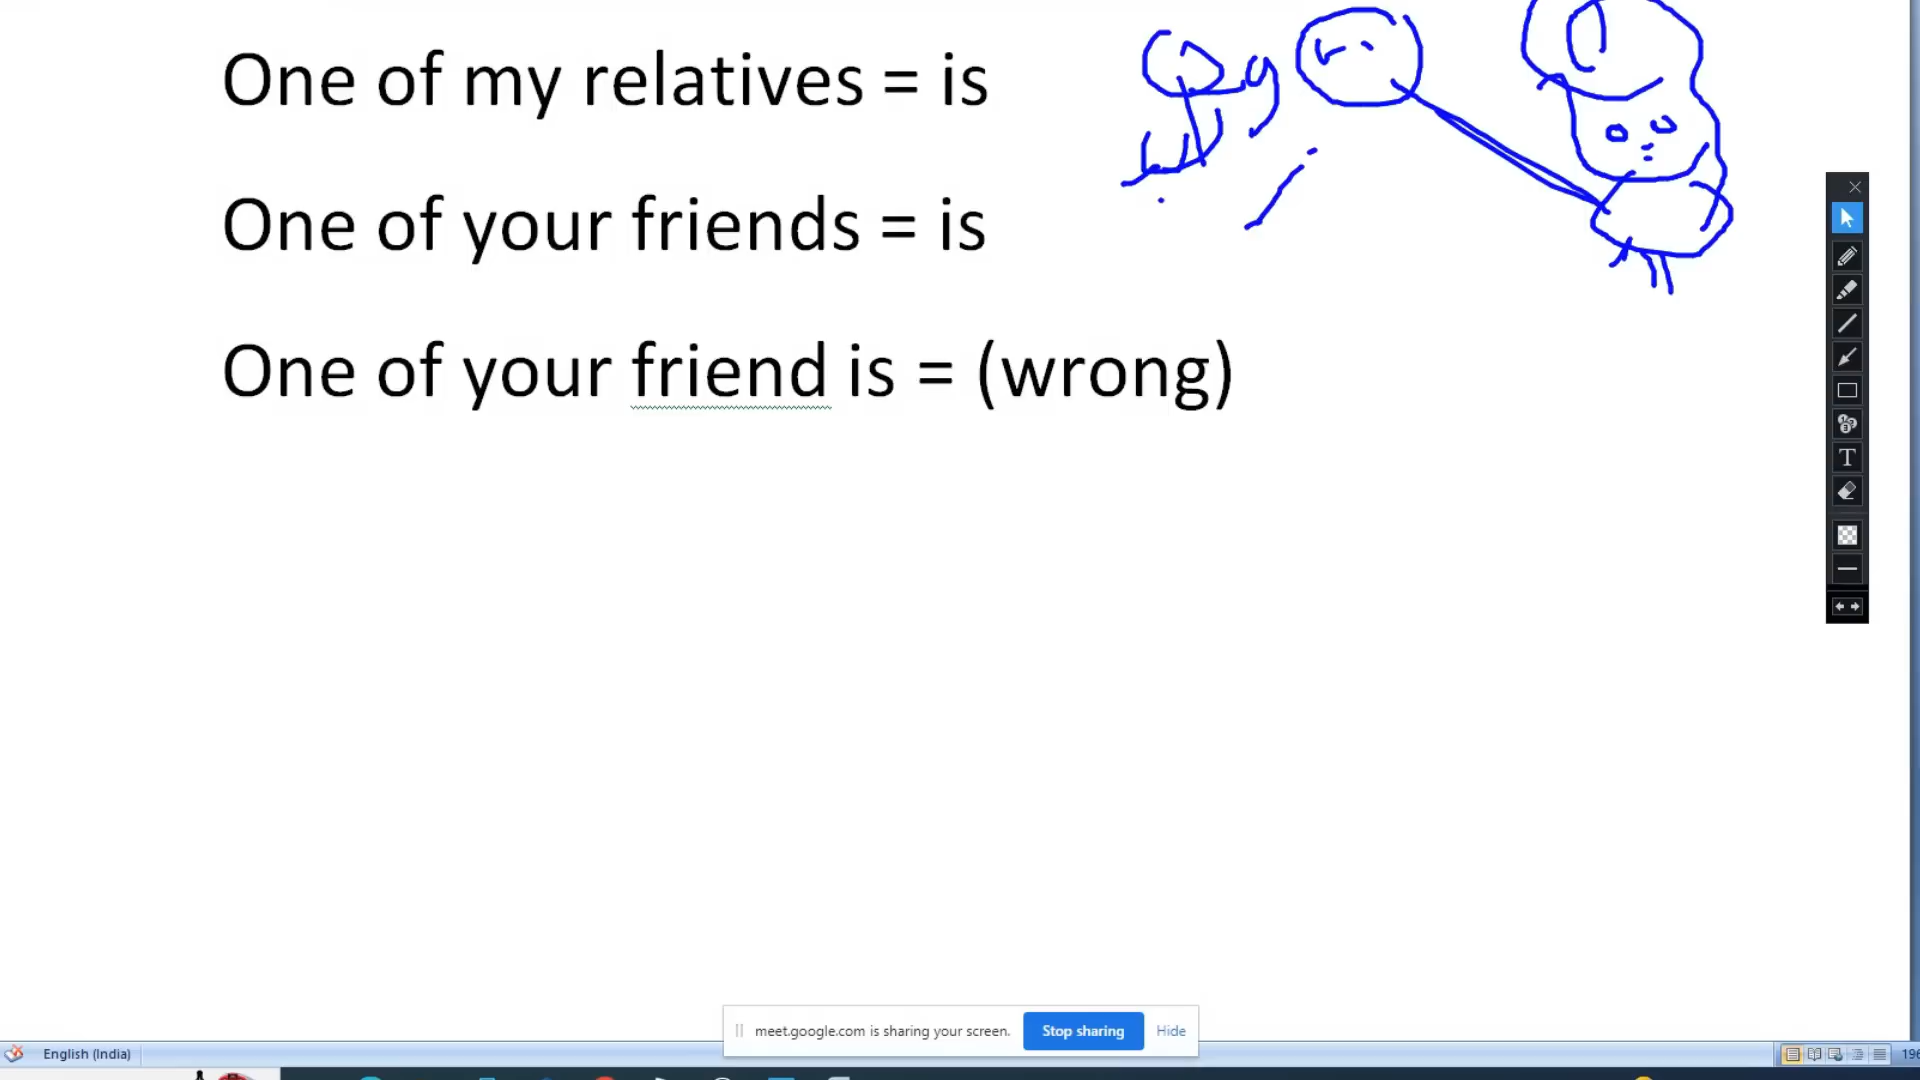 One of my relatives = is
One of your friends = is
One of your friend is = (wrong)
meet.google.com is sharing your screen. Stop sharing Hide
English (India)